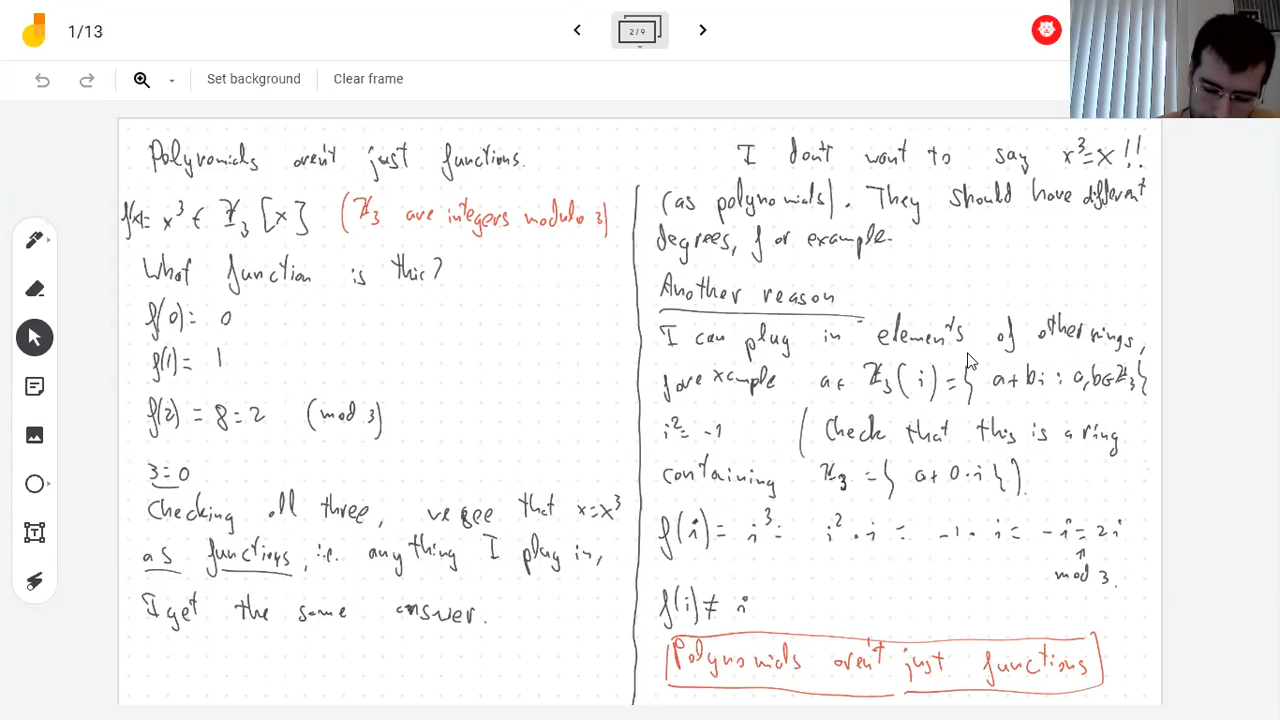 1/13
2/9
Set background
Clear frame
Polynomials aren't just functions.
f(x)= x³ ∈ ℤ₃[x] (ℤ₃ are integers modulo 3)
What function is this?
f(0)= 0
f(1)= 1
f(2) = 8 = 2 (mod 3)
3=0
Checking all three, we see that x=x³
as functions, i.e. anything I plug in,
I get the same answer.
I don't want to say x³=x!!
(as polynomials). They should have different
degrees, for example.
Another reason
I can plug in elements of other rings,
for example a∈ ℤ₃(i)={ a+bi : a,b∈ℤ₃}
i²=-1 (Check that this is a ring
containing ℤ₃ = { a+0·i }).
f(i)= i³ = i²·i = -1·i = -i = 2i
⇑
mod 3.
f(i) ≠ i
Polynomials aren't just functions